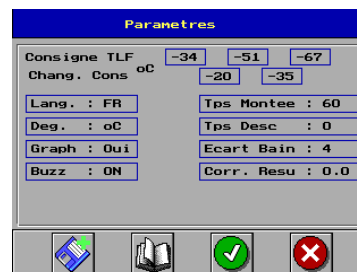 Parametres
Consigne TLF -34 -51 -67
Chang. Cons oC -20 -35
Lang. : FR Tps Montee : 60
Deg. : oC Tps Desc : 0
Graph : Oui Ecart Bain : 4
Buzz : ON Corr. Resu : 0.0